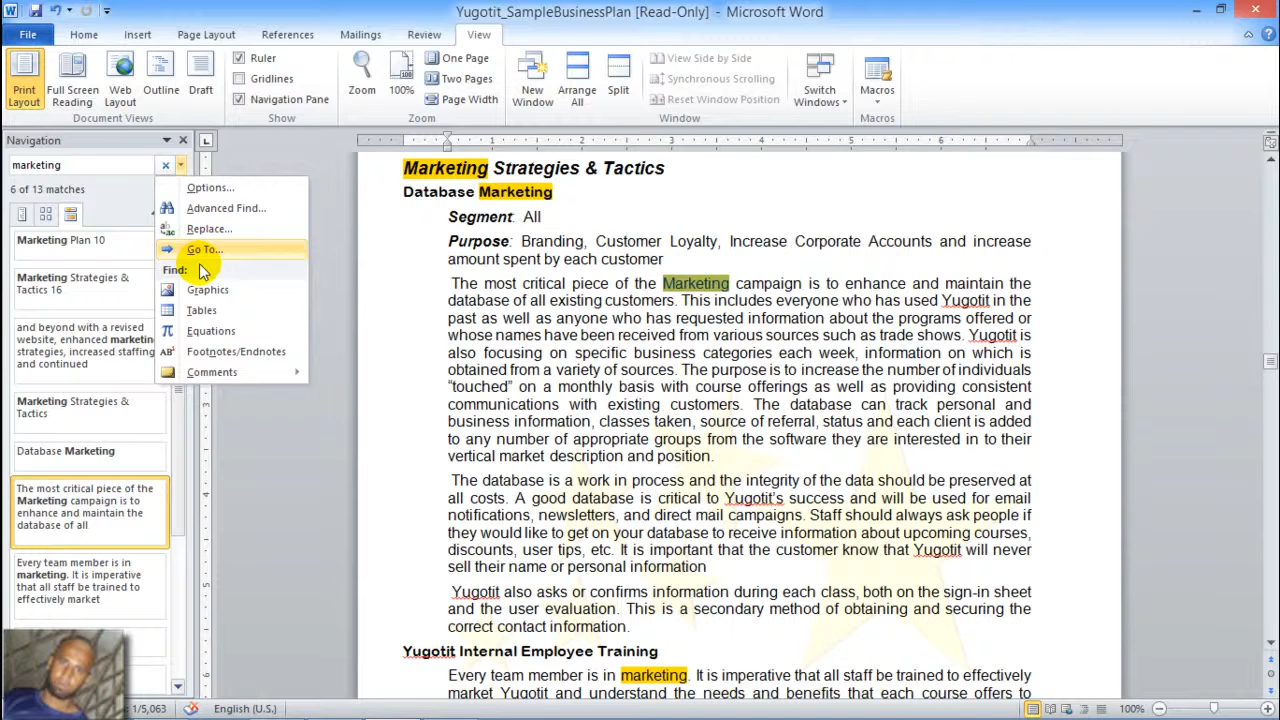 Yugotit_SampleBusinessPlan [Read-Only] - Microsoft Word
File Home Insert Page Layout References Mailings Review View
Print Layout
Full Screen Reading
Web Layout
Outline
Draft
Document Views
Ruler
Gridlines
Navigation Pane
Show
Zoom
100%
One Page
Two Pages
Page Width
Zoom
New Window
Arrange All
Split
View Side by Side
Synchronous Scrolling
Reset Window Position
Window
Switch Windows
Macros
Macros
Navigation
marketing
6 of 13 matches
Marketing Plan 10
Marketing Strategies &
Tactics 16
and beyond with a revised
website, enhanced market
strategies, increased staffing
and continued
Marketing Strategies &
Tactics
Database Marketing
The most critical piece of the
Marketing campaign is to
enhance and maintain the
database of all
Every team member is in
marketing. It is imperative
that all staff be trained to
effectively market
Options...
Advanced Find...
Replace...
Go To...
Find:
Graphics
Tables
Equations
Footnotes/Endnotes
Comments
1 2 3 4 5 6 7
3
4
5
6
Marketing Strategies & Tactics
Database Marketing
Segment: All
Purpose: Branding, Customer Loyalty, Increase Corporate Accounts and increase
amount spent by each customer
The most critical piece of the Marketing campaign is to enhance and maintain the
database of all existing customers. This includes everyone who has used Yugotit in the
past as well as anyone who has requested information about the programs offered or
whose names have been received from various sources such as trade shows. Yugotit is
also focusing on specific business categories each week, information on which is
obtained from a variety of sources. The purpose is to increase the number of individuals
“touched” on a monthly basis with course offerings as well as providing consistent
communications with existing customers. The database can track personal and
business information, classes taken, source of referral, status and each client is added
to any number of appropriate groups from the software they are interested in to their
vertical market description and position.
The database is a work in process and the integrity of the data should be preserved at
all costs. A good database is critical to Yugotit's success and will be used for email
notifications, newsletters, and direct mail campaigns. Staff should always ask people if
they would like to get on your database to receive information about upcoming courses,
discounts, user tips, etc. It is important that the customer know that Yugotit will never
sell their name or personal information
Yugotit also asks or confirms information during each class, both on the sign-in sheet
and the user evaluation. This is a secondary method of obtaining and securing the
correct contact information.
Yugotit Internal Employee Training
Every team member is in marketing. It is imperative that all staff be trained to effectively
market Yugotit and understand the needs and benefits that each course offers to
1/5,063
English (U.S.)
100%